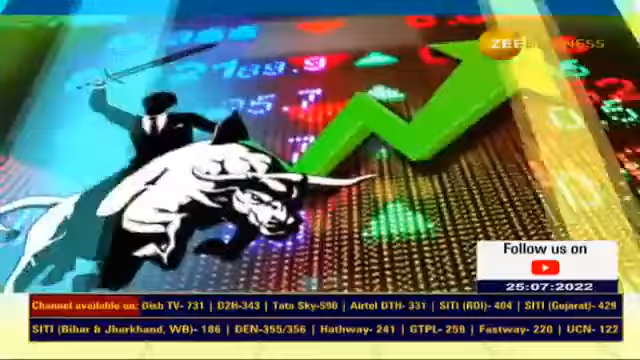 ZEE BUSINESS
Follow us on
25:07:2022
Channel available on: Dish TV- 731 | D2H-343 | Tata Sky-596 | Airtel DTH- 331 | SITI (RDI)- 404 | SITI (Gujarat)- 429
SITI (Bihar & Jharkhand, WB)- 186 | DEN-355/356 | Hathway- 241 | GTPL- 259 | Fastway- 220 | UCN- 122